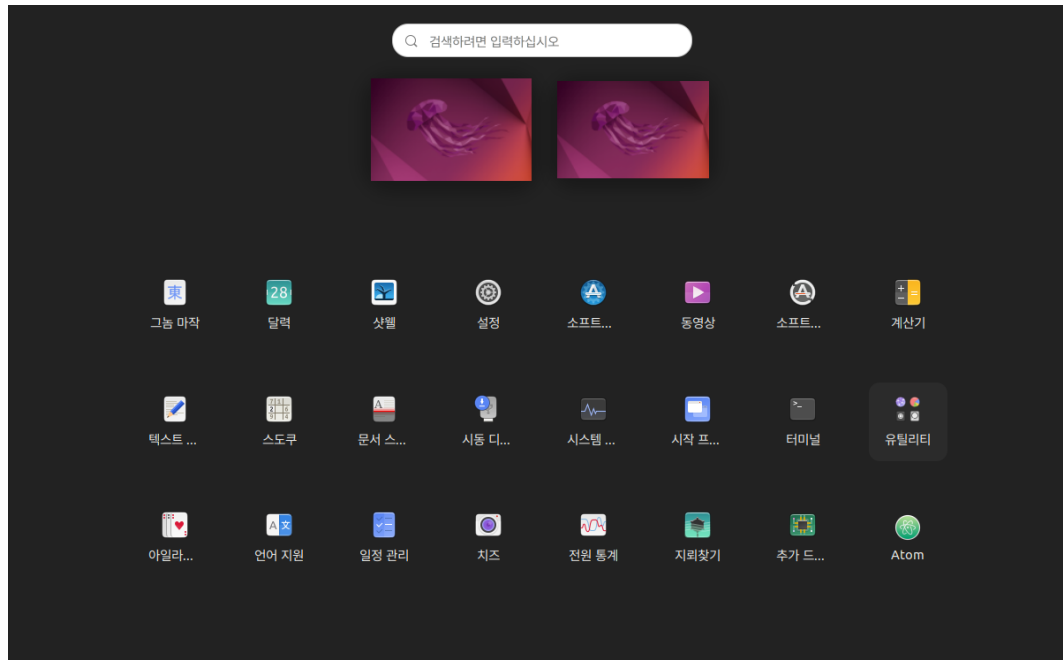 검색하려면 입력하십시오
東
28
그놈 마작
달력
샷웰
설정
소프트...
동영상
소프트...
계산기
텍스트 ...
스도쿠
문서 스...
시동 디...
시스템 ...
시작 프...
터미널
유틸리티
A 文
아일라...
언어 지원
일정 관리
치즈
전원 통계
지뢰찾기
추가 드...
Atom